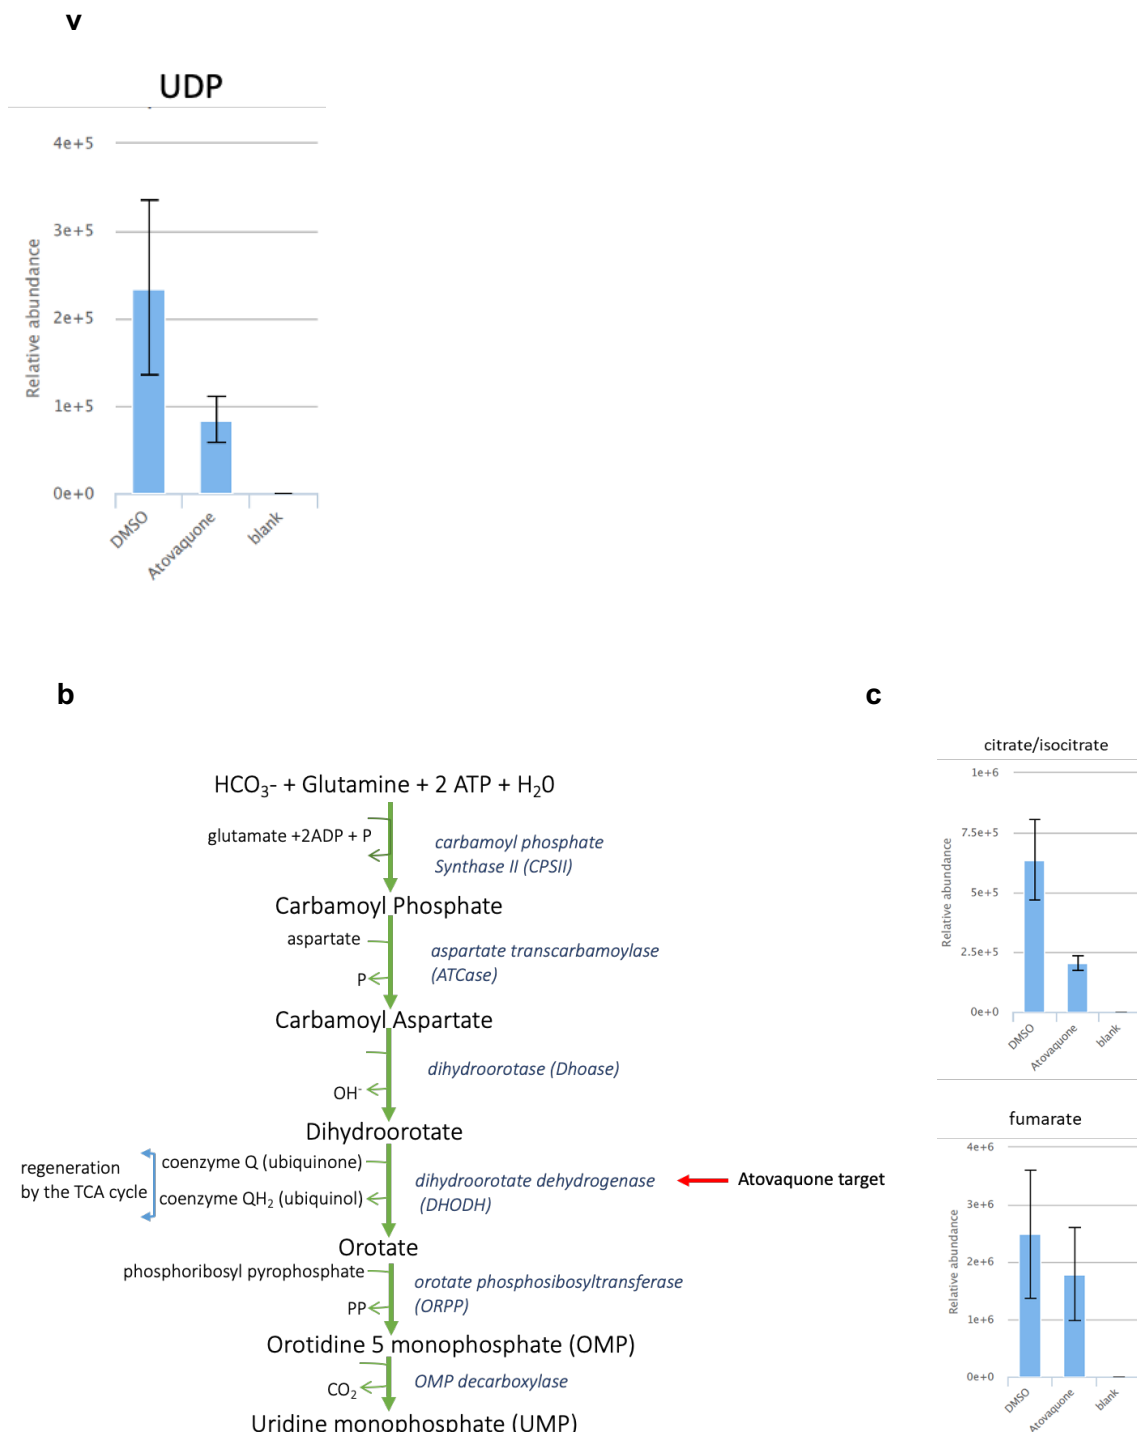 v
UDP
4e+5
3e+5
2e+5
1e+5
0e+0
Relative abundance
DMSO
Atovaquone
blank
b
HCO3- + Glutamine + 2 ATP + H20
glutamate +2ADP + P
carbamoyl phosphate
Synthase II (CPSII)
Carbamoyl Phosphate
aspartate
aspartate transcarbamoylase
(ATCase)
P
Carbamoyl Aspartate
dihydroorotase (Dhoase)
OH-
Dihydroorotate
regeneration
by the TCA cycle
coenzyme Q (ubiquinone)
coenzyme QH2 (ubiquinol)
dihydroorotate dehydrogenase
(DHODH)
Atovaquone target
Orotate
phosphoribosyl pyrophosphate
orotate phosphosibosyltransferase
(ORPP)
PP
Orotidine 5 monophosphate (OMP)
CO2
OMP decarboxylase
Uridine monophosphate (UMP)
c
citrate/isocitrate
1e+6
7.5e+5
5e+5
2.5e+5
0e+0
Relative abundance
DMSO
Atovaquone
blank
fumarate
4e+6
3e+6
2e+6
1e+6
0e+0
Relative abundance
DMSO
Atovaquone
blank